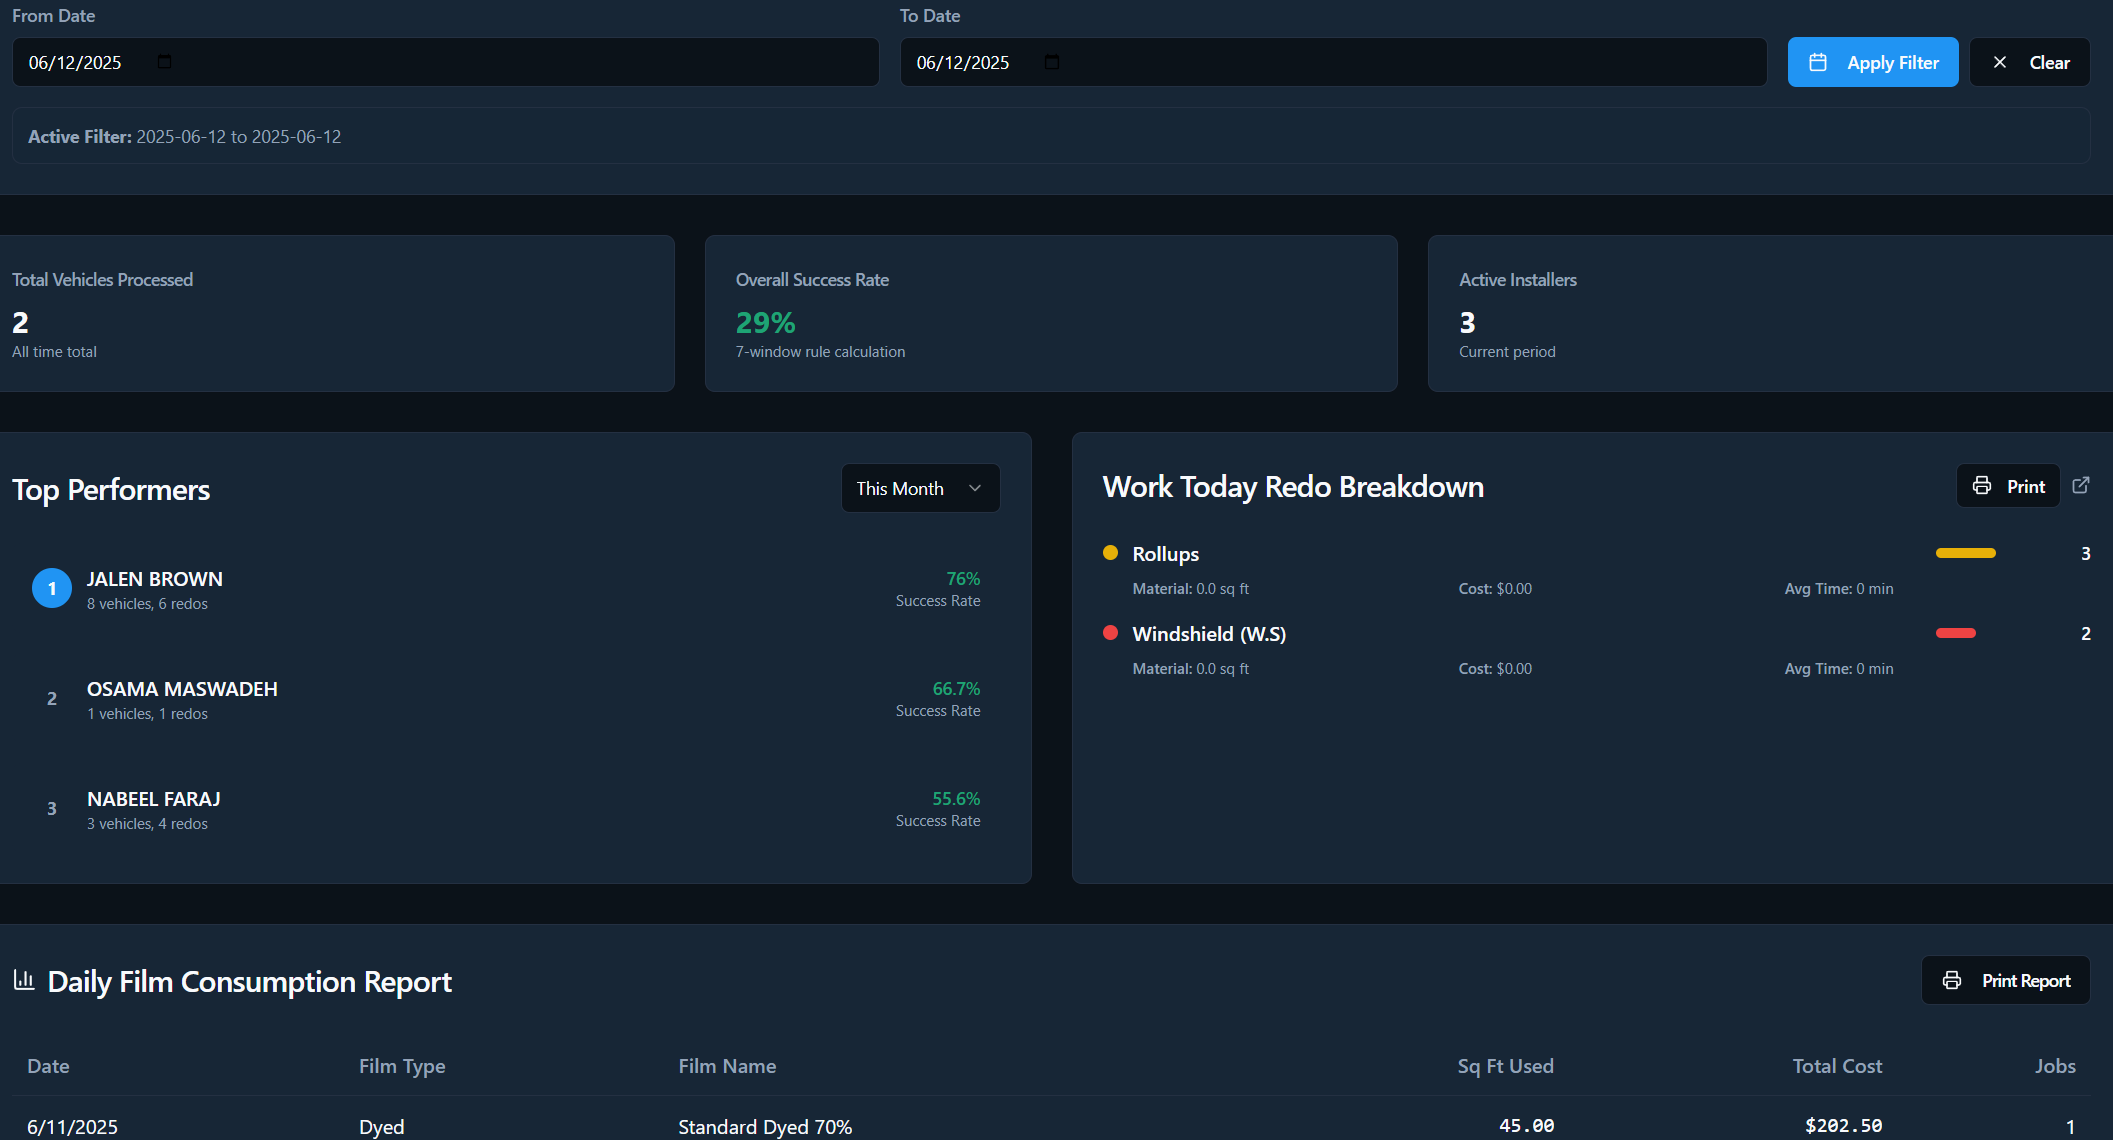 From Date
To Date
06/12/2025
06/12/2025
Apply Filter
Clear
Active Filter: 2025-06-12 to 2025-06-12
Total Vehicles Processed
2
All time total
Overall Success Rate
29%
7-window rule calculation
Active Installers
3
Current period
Top Performers
This Month
1
JALEN BROWN
76%
8 vehicles, 6 redos
Success Rate
2
OSAMA MASWADEH
66.7%
1 vehicles, 1 redos
Success Rate
3
NABEEL FARAJ
55.6%
3 vehicles, 4 redos
Success Rate
Work Today Redo Breakdown
Print
Rollups
3
Material: 0.0 sq ft
Cost: $0.00
Avg Time: 0 min
Windshield (W.S)
2
Material: 0.0 sq ft
Cost: $0.00
Avg Time: 0 min
Daily Film Consumption Report
Print Report
Date Film Type Film Name Sq Ft Used Total Cost Jobs
6/11/2025 Dyed Standard Dyed 70% 45.00 $202.50 1